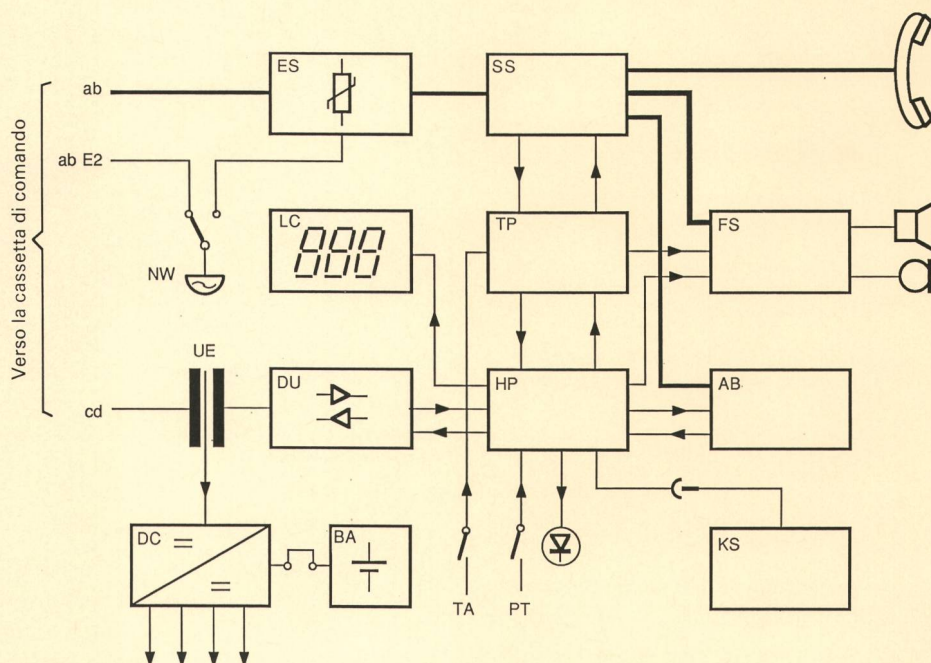 Verso la cassetta di comando
ab
ES
SS
ab E2
LC
TP
FS
NW
UE
DU
HP
AB
cd
DC
BA
KS
TA
PT